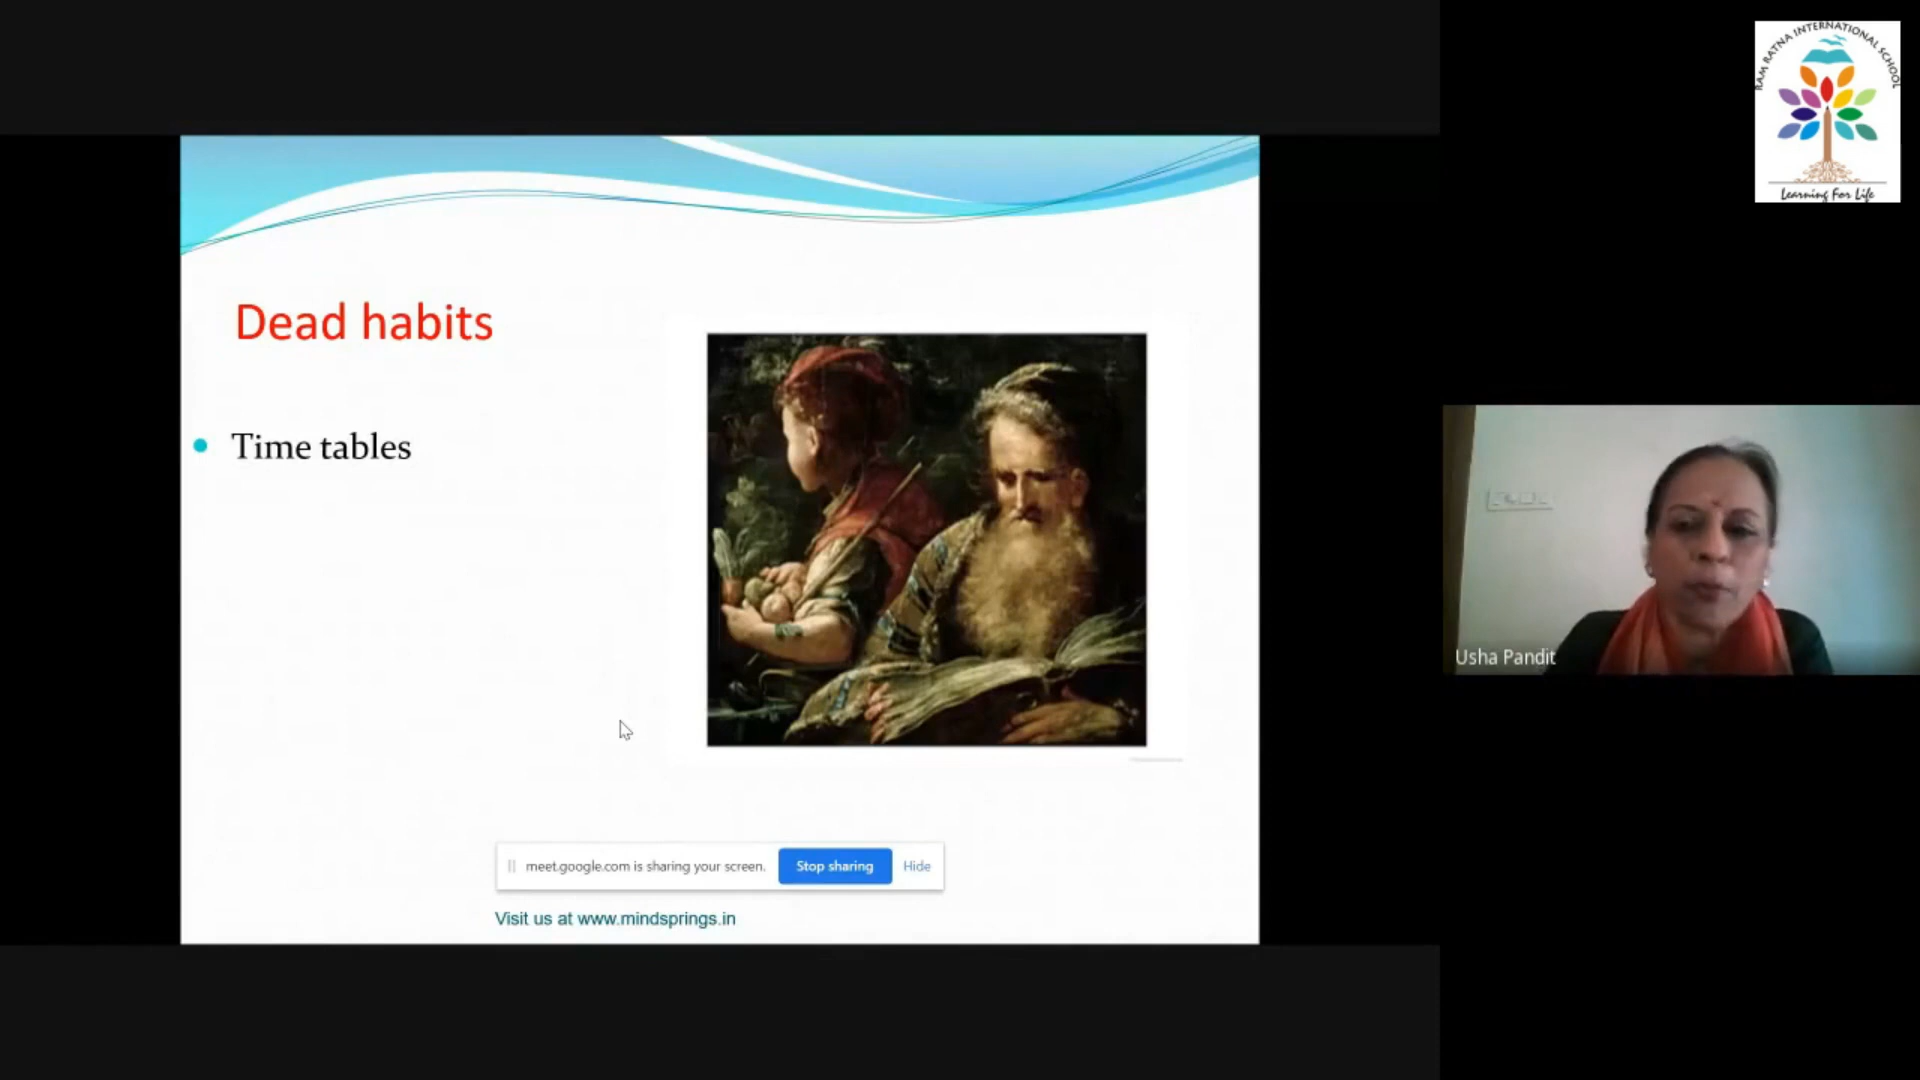 RAM RATNA INTERNATIONAL SCHOOL
Learning For Life
Dead habits
Time tables
Usha Pandit
meet.google.com is sharing your screen. Stop sharing Hide
Visit us at www.mindsprings.in